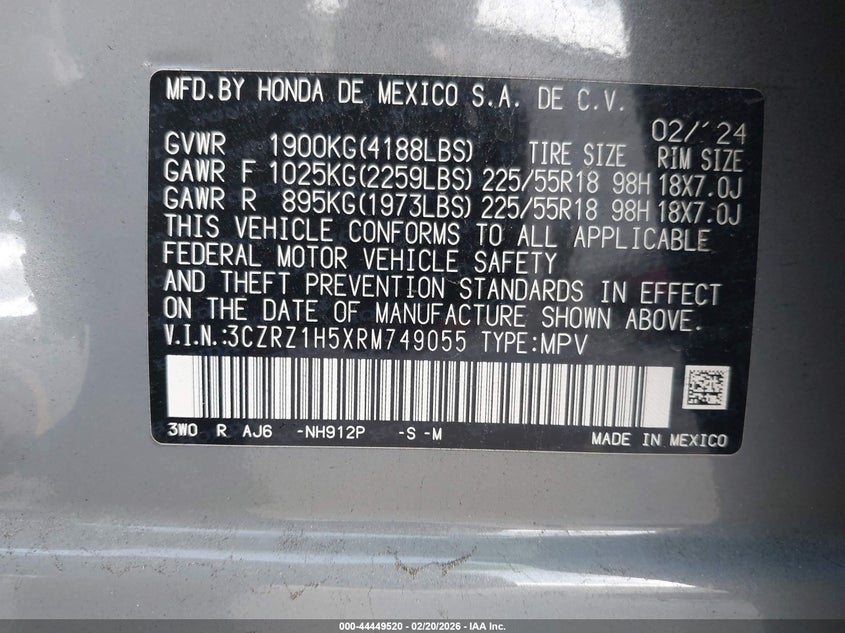 MFD.BY HONDA DE MEXICO S.A. DE C.V.
02/'24
GVWR 1900KG(4188LBS) TIRE SIZE RIM SIZE
GAWR F 1025KG(2259LBS) 225/55R18 98H 18X7.0J
GAWR R 895KG(1973LBS) 225/55R18 98H 18X7.0J
THIS VEHICLE CONFORMS TO ALL APPLICABLE
FEDERAL MOTOR VEHICLE SAFETY
AND THEFT PREVENTION STANDARDS IN EFFECT
ON THE DATE OF MANUFACTURE SHOWN ABOVE.
V.I.N.:3CZRZ1H5XRM749055 TYPE:MPV
3W0 R AJ6 -NH912P -S -M MADE IN MEXICO
000-44449520 - 02/20/2026 - IAA Inc.